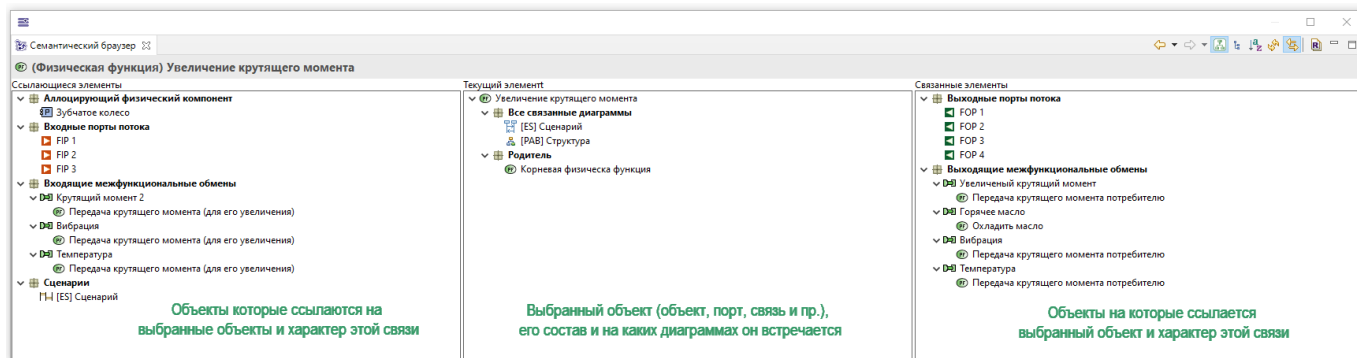 Семантический браузер
(Физическая функция) Увеличение крутящего момента
Ссылающиеся элементы
Аллоцирующий физический компонент
Зубчатое колесо
Входные порты потока
FIP 1
FIP 2
FIP 3
Входящие межфункциональные обмены
Крутящий момент 2
Передача крутящего момента (для его увеличения)
Вибрация
Передача крутящего момента (для его увеличения)
Температура
Передача крутящего момента (для его увеличения)
Сценарии
[ES] Сценарий
Объекты которые ссылаются на
выбранные объекты и характер этой связи
Текущий элементt
Увеличение крутящего момента
Все связанные диаграммы
[ES] Сценарий
[PAB] Структура
Родитель
Корневая физическа функция
Выбранный объект (объект, порт, связь и пр.),
его состав и на каких диаграммах он встречается
Связанные элементы
Выходные порты потока
FOP 1
FOP 2
FOP 3
FOP 4
Выходящие межфункциональные обмены
Увеличеный крутящий момент
Передача крутящего момента потребителю
Горячее масло
Охладить масло
Вибрация
Передача крутящего момента потребителю
Температура
Передача крутящего момента потребителю
Объекты на которые ссылается
выбранный объект и характер этой связи